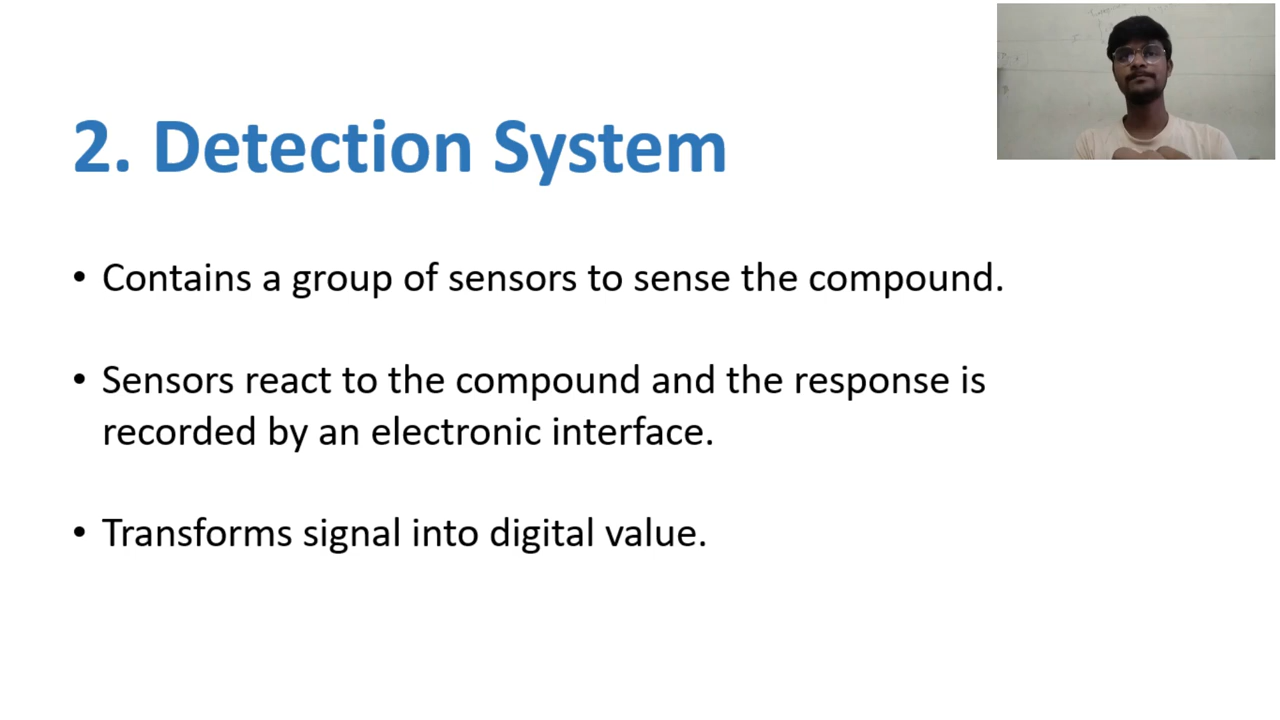 2. Detection System
• Contains a group of sensors to sense the compound.
• Sensors react to the compound and the response is
recorded by an electronic interface.
• Transforms signal into digital value.